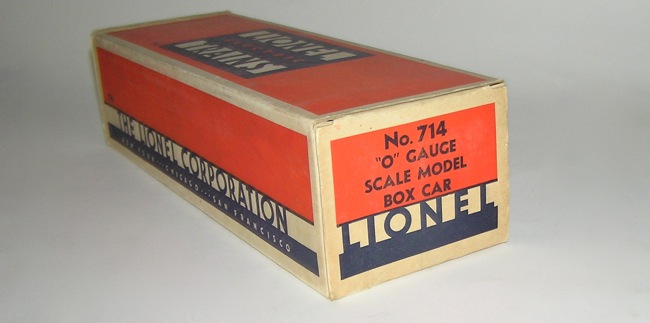 THE LIONEL CORPORATION
NEW YORK · CHICAGO · SAN FRANCISCO
No. 714
"O" GAUGE
SCALE MODEL
BOX CAR
LIONEL